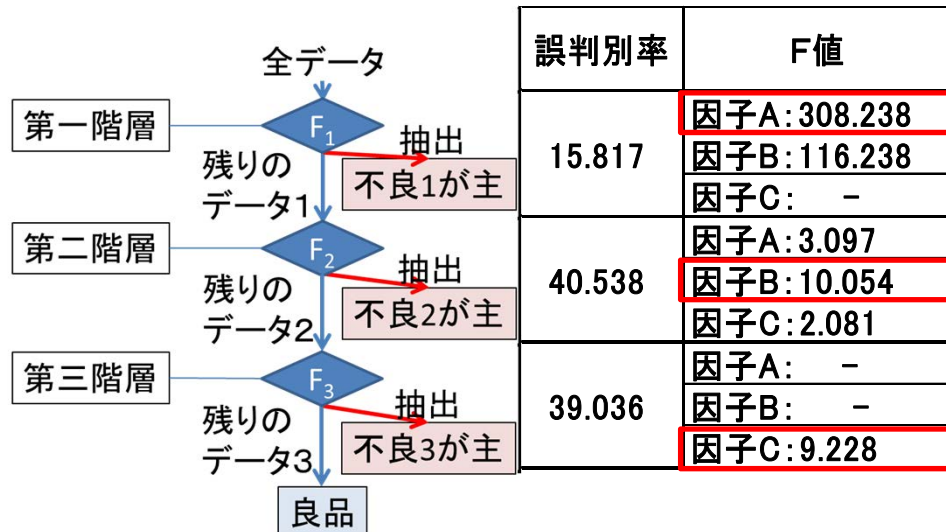 全データ
第一階層
F1
抽出
残りの
データ1
不良1が主
第二階層
F2
抽出
残りの
データ2
不良2が主
第三階層
F3
抽出
残りの
データ3
不良3が主
良品
誤判別率
F値
15.817
因子A:308.238
因子B:116.238
因子C: -
40.538
因子A:3.097
因子B:10.054
因子C:2.081
39.036
因子A: -
因子B: -
因子C:9.228